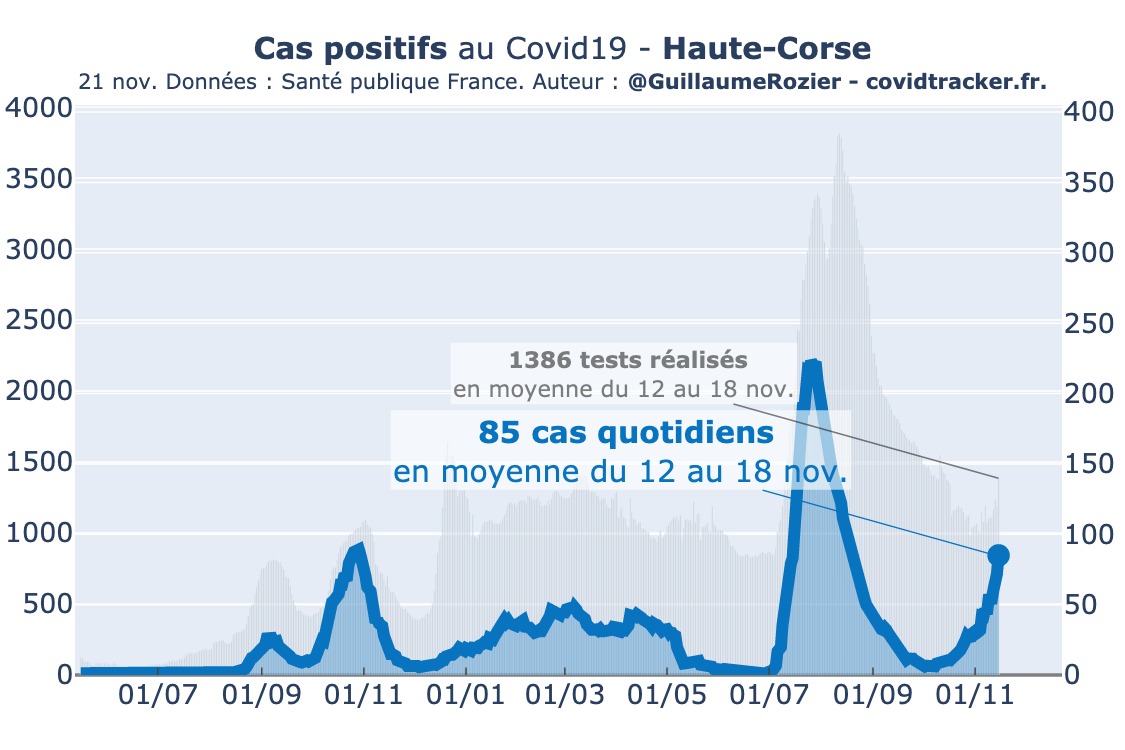 Cas positifs au Covid19 - Haute-Corse
21 nov. Données : Santé publique France. Auteur : @GuillaumeRozier - covidtracker.fr.
4000
3500
3000
2500
2000
1500
1000
500
0
400
350
300
250
200
150
100
50
0
1386 tests réalisés
en moyenne du 12 au 18 nov.
85 cas quotidiens
en moyenne du 12 au 18 nov.
01/07 01/09 01/11 01/01 01/03 01/05 01/07 01/09 01/11